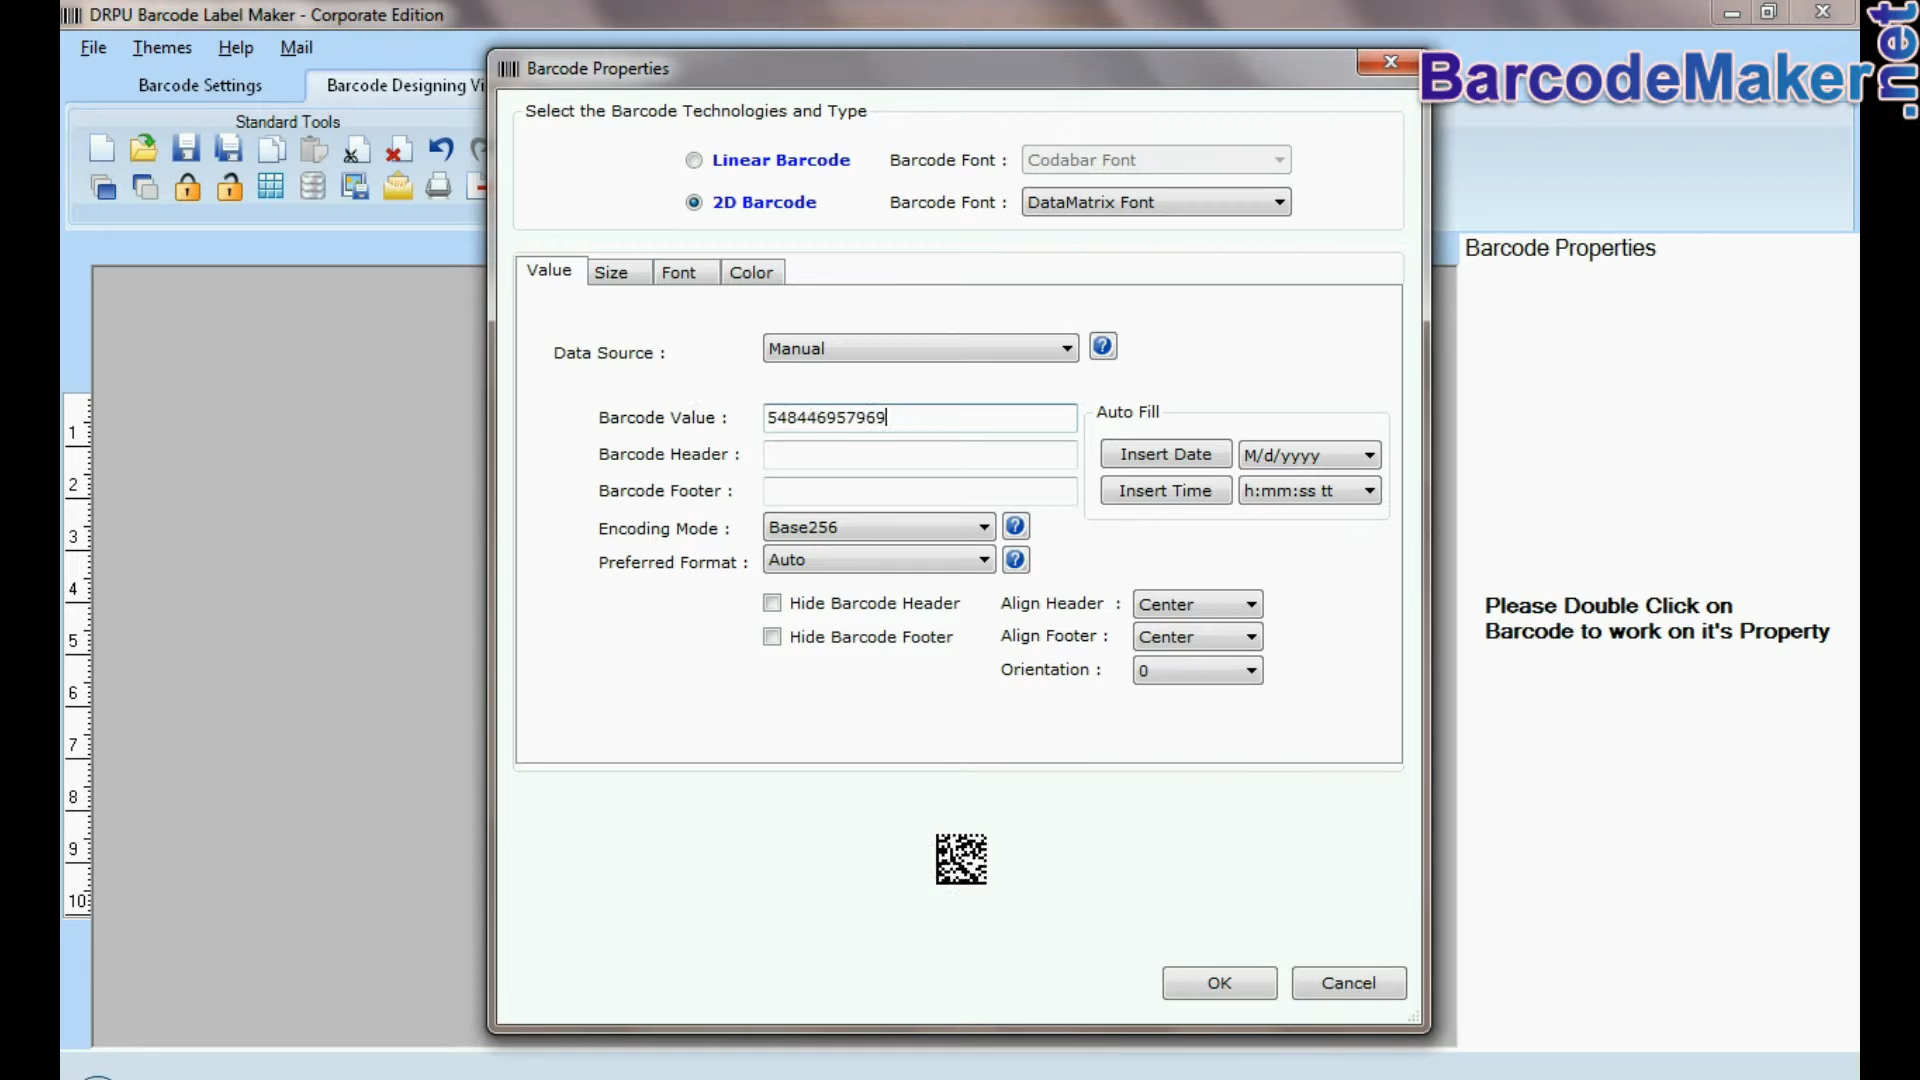 DRPU Barcode Label Maker - Corporate Edition
File Themes Help Mail
BarcodeMaker.net
Barcode Settings Barcode Designing Vi
Standard Tools
Barcode Properties
Select the Barcode Technologies and Type
Linear Barcode Barcode Font : Codabar Font
2D Barcode Barcode Font : DataMatrix Font
Value Size Font Color
Data Source : Manual
Barcode Value : 548446957969
Barcode Header :
Barcode Footer :
Encoding Mode : Base256
Preferred Format : Auto
Auto Fill
Insert Date M/d/yyyy
Insert Time h:mm:ss tt
Hide Barcode Header Align Header : Center
Hide Barcode Footer Align Footer : Center
Orientation : 0
OK Cancel
Barcode Properties
Please Double Click on
Barcode to work on it's Property
1
2
3
4
5
6
7
8
9
10